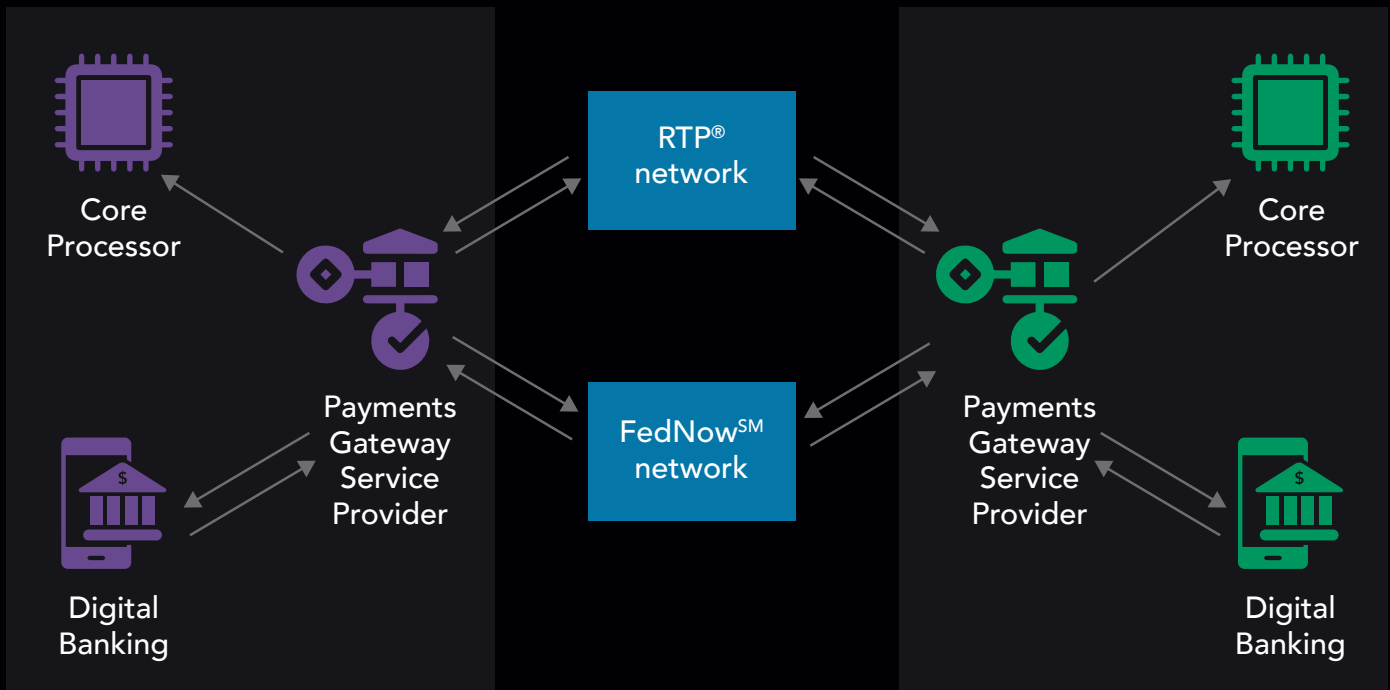 Core
Processor
Payments
Gateway
Service
Provider
$
Digital
Banking
RTP®
network
FedNow℠
network
Payments
Gateway
Service
Provider
Core
Processor
$
Digital
Banking